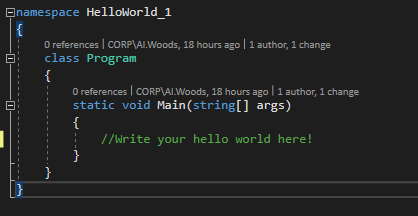 namespace HelloWorld_1
{
0 references | CORP\AI.Woods, 18 hours ago | 1 author, 1 change
class Program
{
0 references | CORP\AI.Woods, 18 hours ago | 1 author, 1 change
static void Main(string[] args)
{
//Write your hello world here!
}
}
}